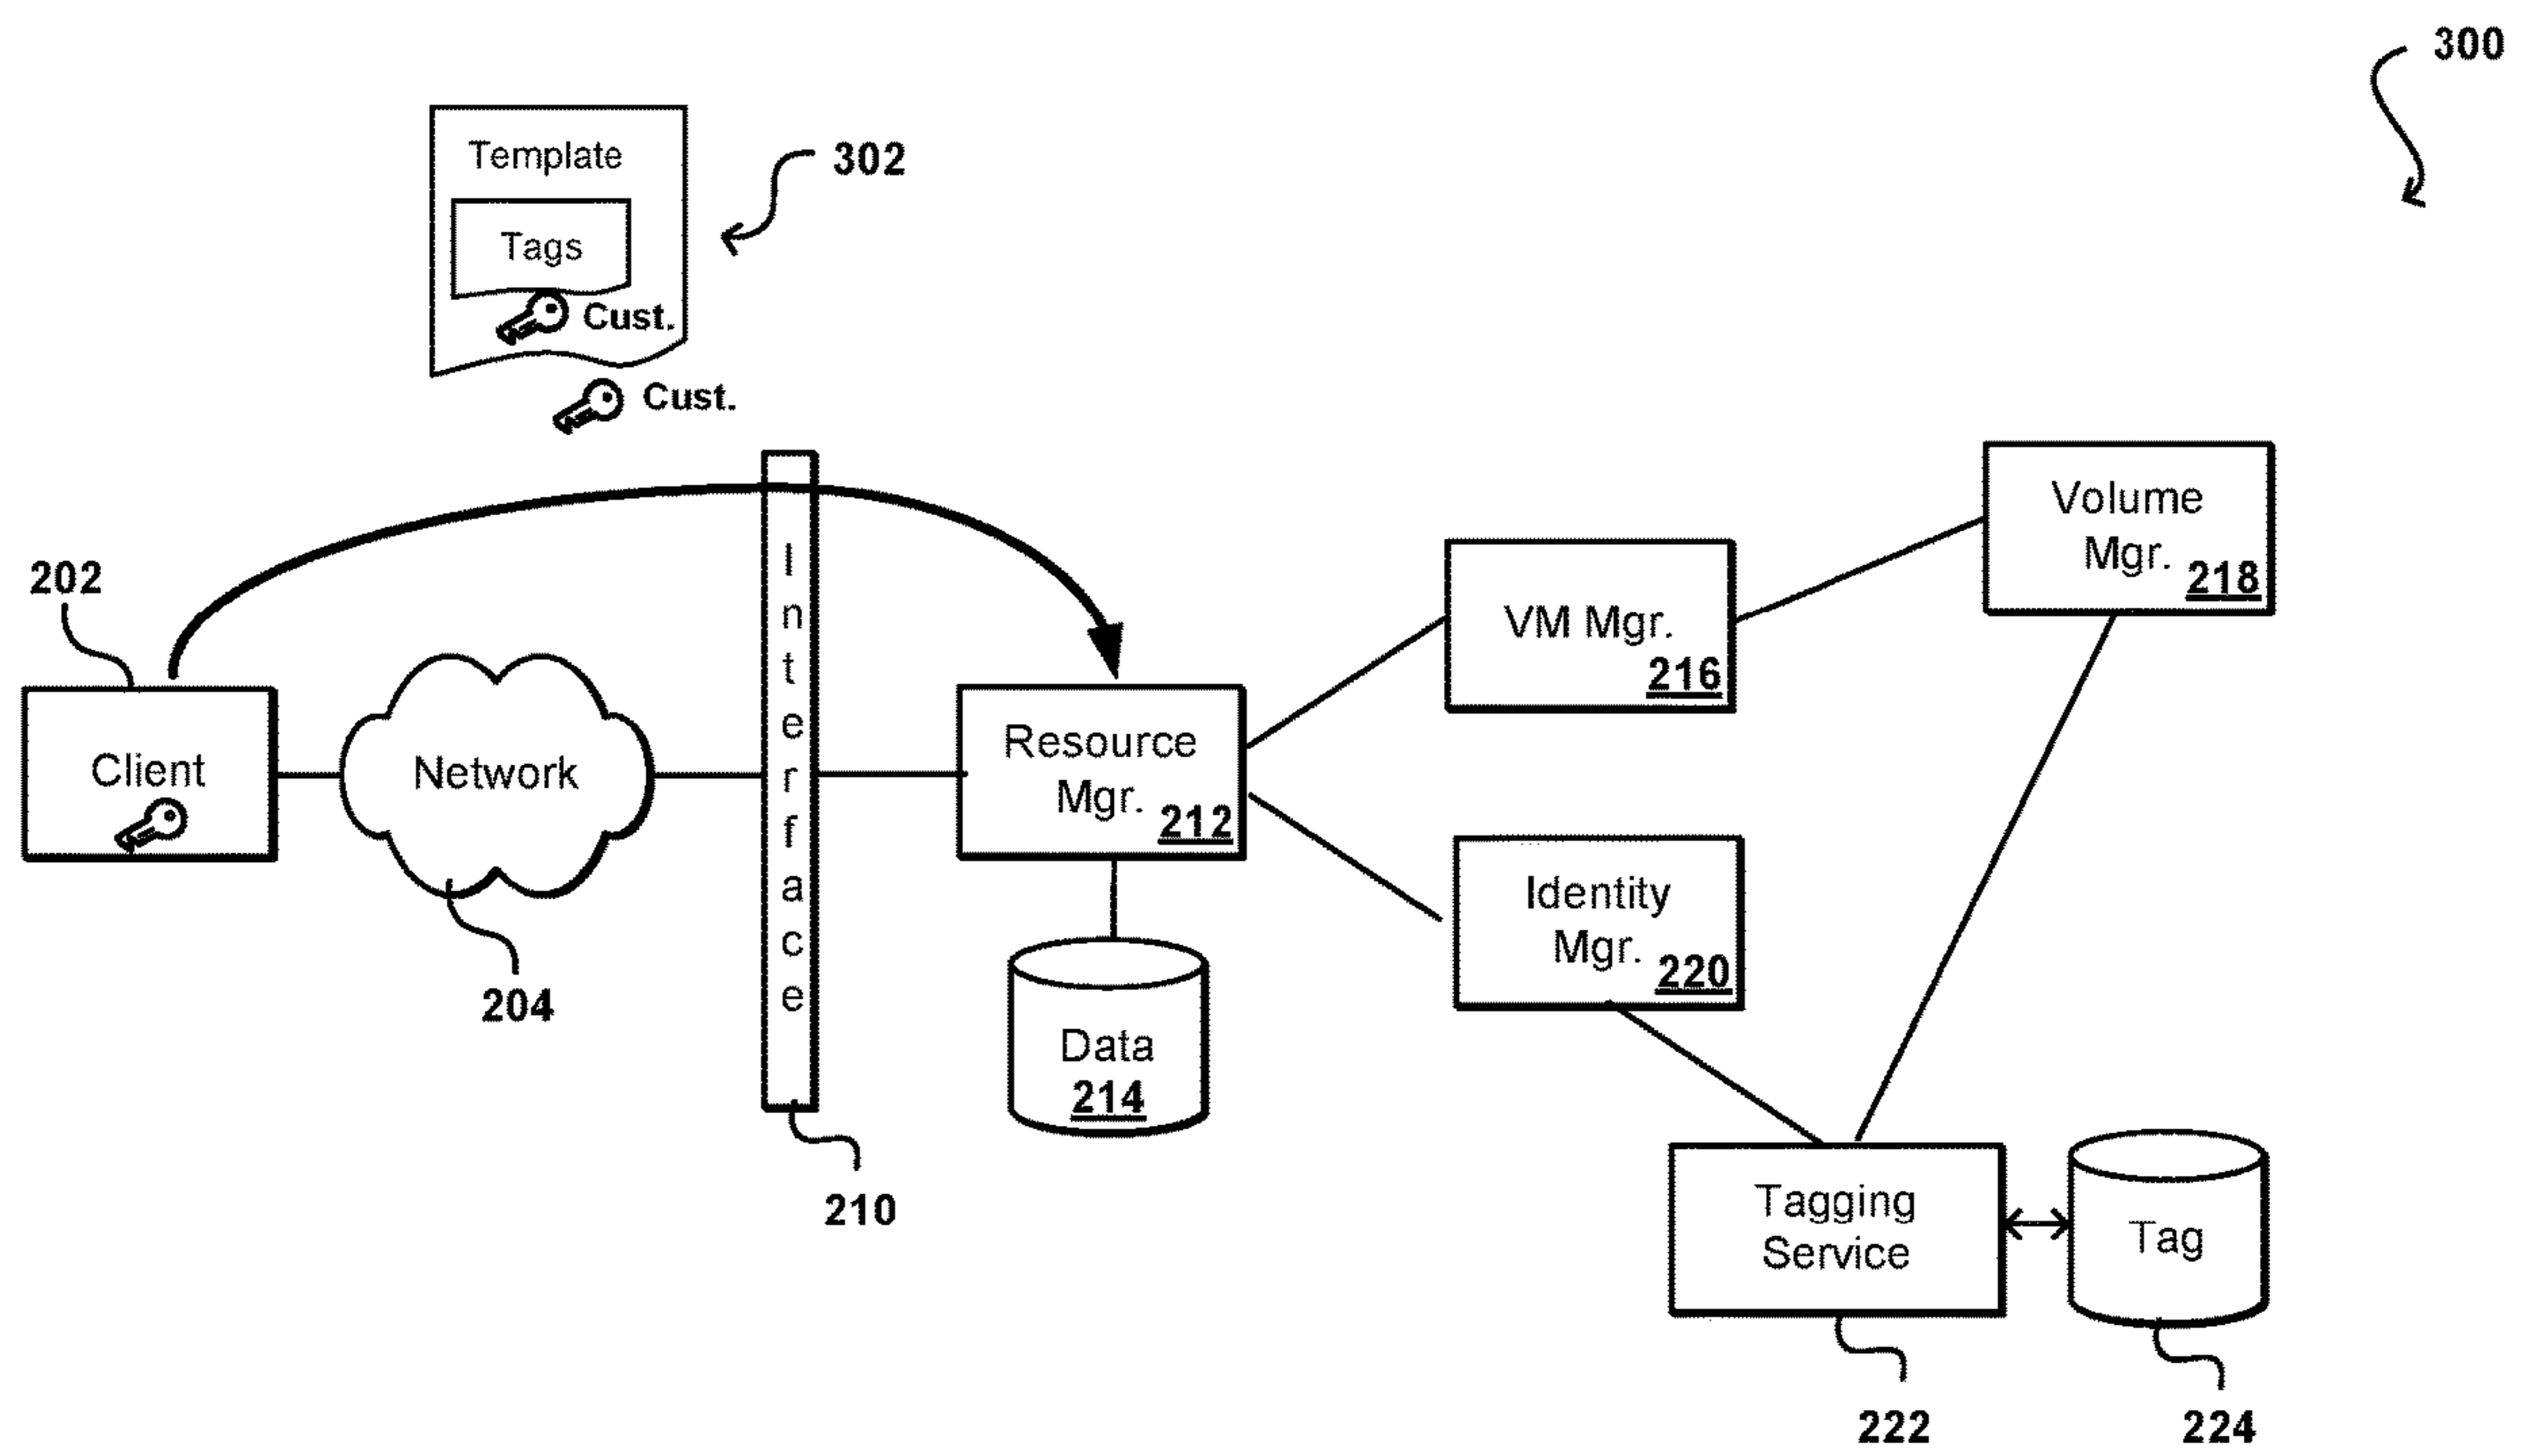 300
Template
302
Tags
Cust.
Cust.
Interface
202
Client
Network
204
210
Resource
Mgr.
212
Data
214
VM Mgr.
216
Volume
Mgr.
218
Identity
Mgr.
220
Tagging
Service
Tag
222
224